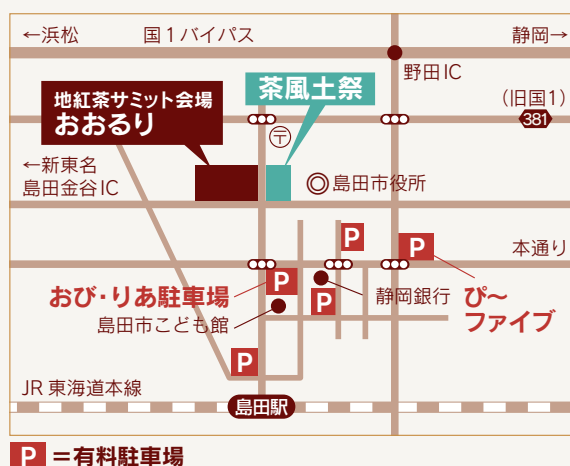 ←浜松
国1バイパス
静岡→
野田IC
地紅茶サミット会場
おおるり
茶風土祭
(旧国1)
381
〒
←新東名
島田金谷IC
◎島田市役所
P
P
本通り
おび・りあ駐車場
P
静岡銀行
ぴ〜
ファイブ
P
島田市こども館
P
JR東海道本線
島田駅
P=有料駐車場